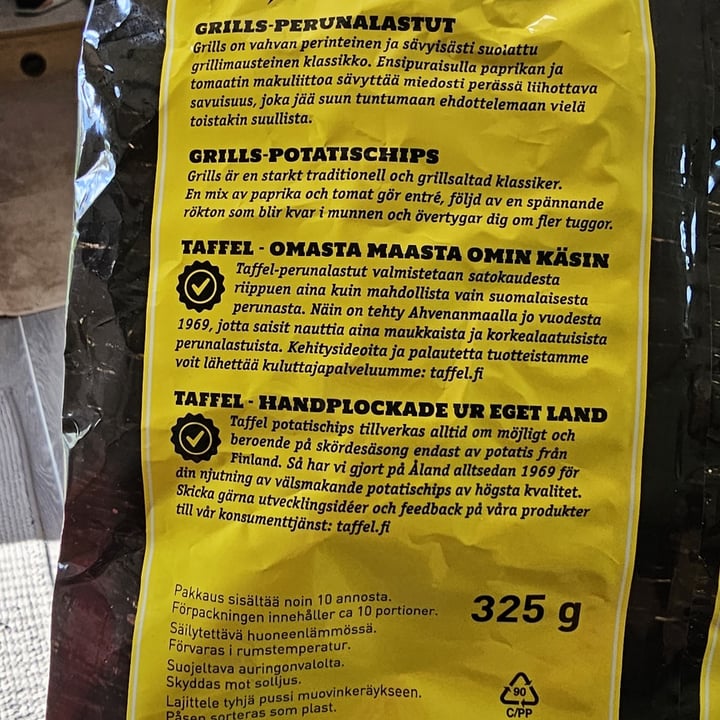 GRILLS-PERUNALASTUT
Grills on vahvan perinteinen ja sävyisästi suolattu
grillimausteinen klassikko. Ensipuraisulla paprikan ja
tomaatin makuliittoa sävyttää miedosti perässä liihottava
savuisuus, joka jää suun tuntumaan ehdottelemaan vielä
toistakin suullista.
GRILLS-POTATISCHIPS
Grills är en starkt traditionell och grillsaltad klassiker.
En mix av paprika och tomat gör entré, följd av en spännande
rökton som blir kvar i munnen och övertygar dig om fler tuggor.
TAFFEL - OMASTA MAASTA OMIN KÄSIN
Taffel-perunalastut valmistetaan satokaudesta
riippuen aina kuin mahdollista vain suomalaisesta
perunasta. Näin on tehty Ahvenanmaalla jo vuodesta
1969, jotta saisit nauttia aina maukkaista ja korkealaatuisista
perunalastuista. Kehitysideoita ja palautetta tuotteistamme
voit lähettää kuluttajapalveluumme: taffel.fi
TAFFEL - HANDPLOCKADE UR EGET LAND
Taffel potatischips tillverkas alltid om möjligt och
beroende på skördesäsong endast av potatis från
Finland. Så har vi gjort på Åland alltsedan 1969 för
din njutning av välsmakande potatischips av högsta kvalitet.
Skicka gärna utvecklingsidéer och feedback på våra produkter
till vår konsumenttjänst: taffel.fi
Pakkaus sisältää noin 10 annosta.
Förpackningen innehåller ca 10 portioner.
Säilytettävä huoneenlämmössä.
Förvaras i rumstemperatur.
Suojeltava auringonvalolta.
Skyddas mot solljus.
Lajittele tyhjä pussi muovinkeräykseen.
Påsen sorteras som plast.
325 g
90
C/PP